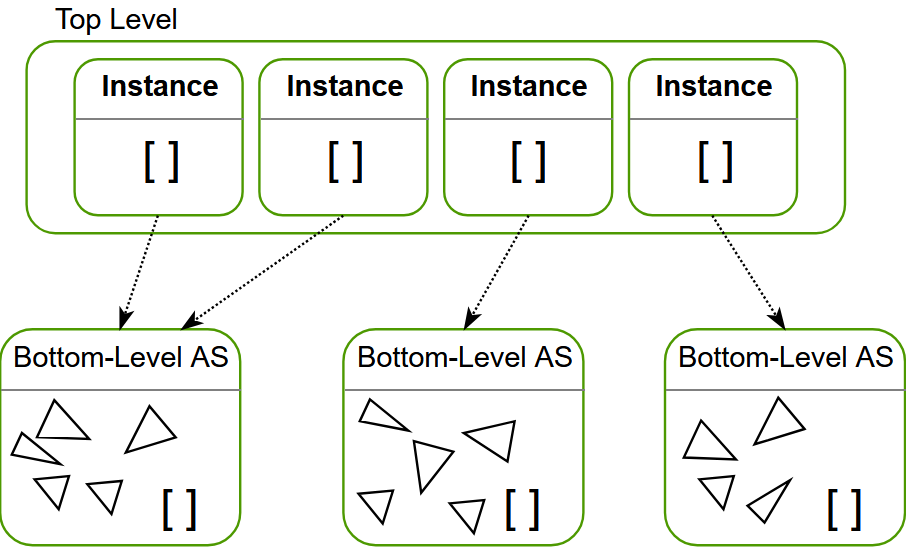 Top Level
Instance Instance Instance Instance
[ ] [ ] [ ] [ ]
Bottom-Level AS Bottom-Level AS Bottom-Level AS
[ ] [ ] [ ]